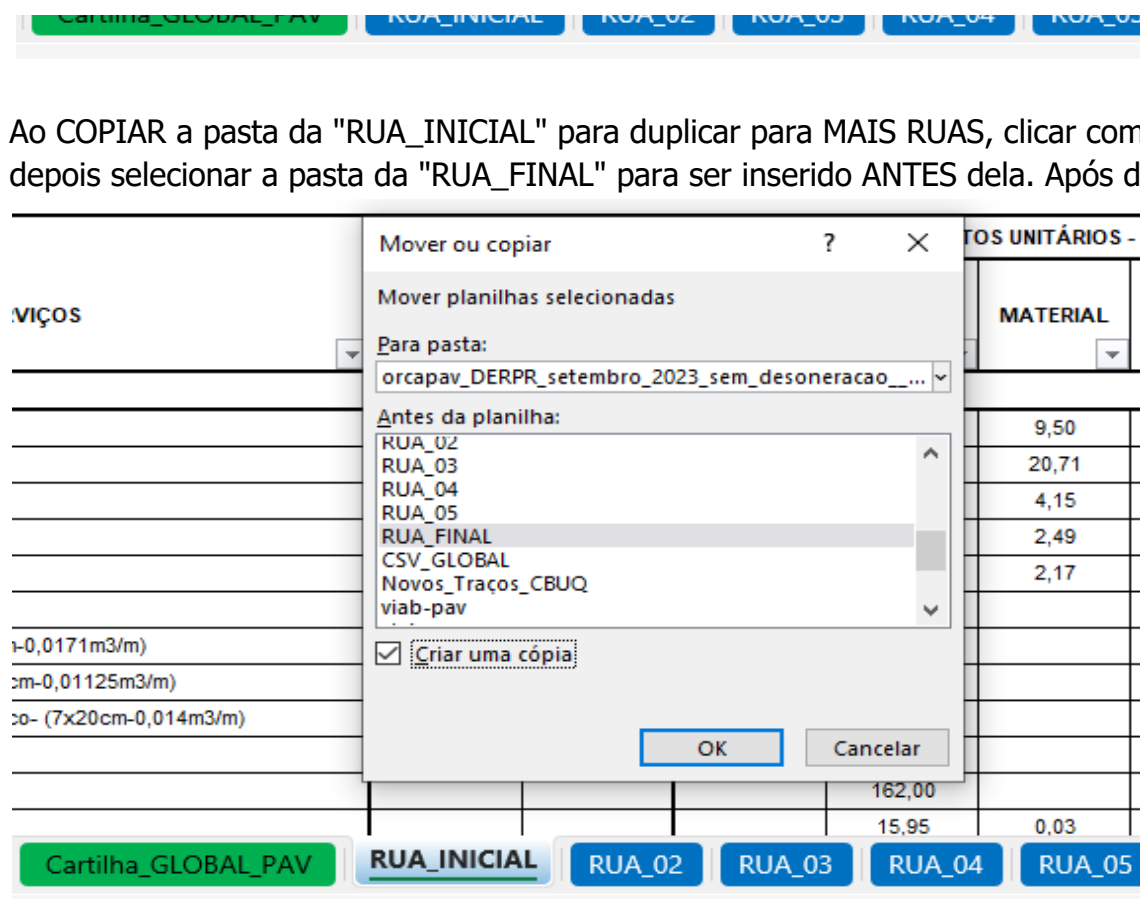 Cartilha_GLOBAL_PAV RUA_INICIAL RUA_02 RUA_03 RUA_04
Ao COPIAR a pasta da "RUA_INICIAL" para duplicar para MAIS RUAS, clicar com
depois selecionar a pasta da "RUA_FINAL" para ser inserido ANTES dela. Após d
TOS UNITÁRIOS -
VIÇOS
MATERIAL
Mover ou copiar ? ×
Mover planilhas selecionadas
Para pasta:
orcapav_DERPR_setembro_2023_sem_desoneracao__...
Antes da planilha:
RUA_02
RUA_03
RUA_04
RUA_05
RUA_FINAL
CSV_GLOBAL
Novos_Traços_CBUQ
viab-pav
Criar uma cópia
OK Cancelar
9,50
20,71
4,15
2,49
2,17
-0,0171m3/m)
cm-0,01125m3/m)
co- (7x20cm-0,014m3/m)
162,00
15,95 0,03
Cartilha_GLOBAL_PAV RUA_INICIAL RUA_02 RUA_03 RUA_04 RUA_05